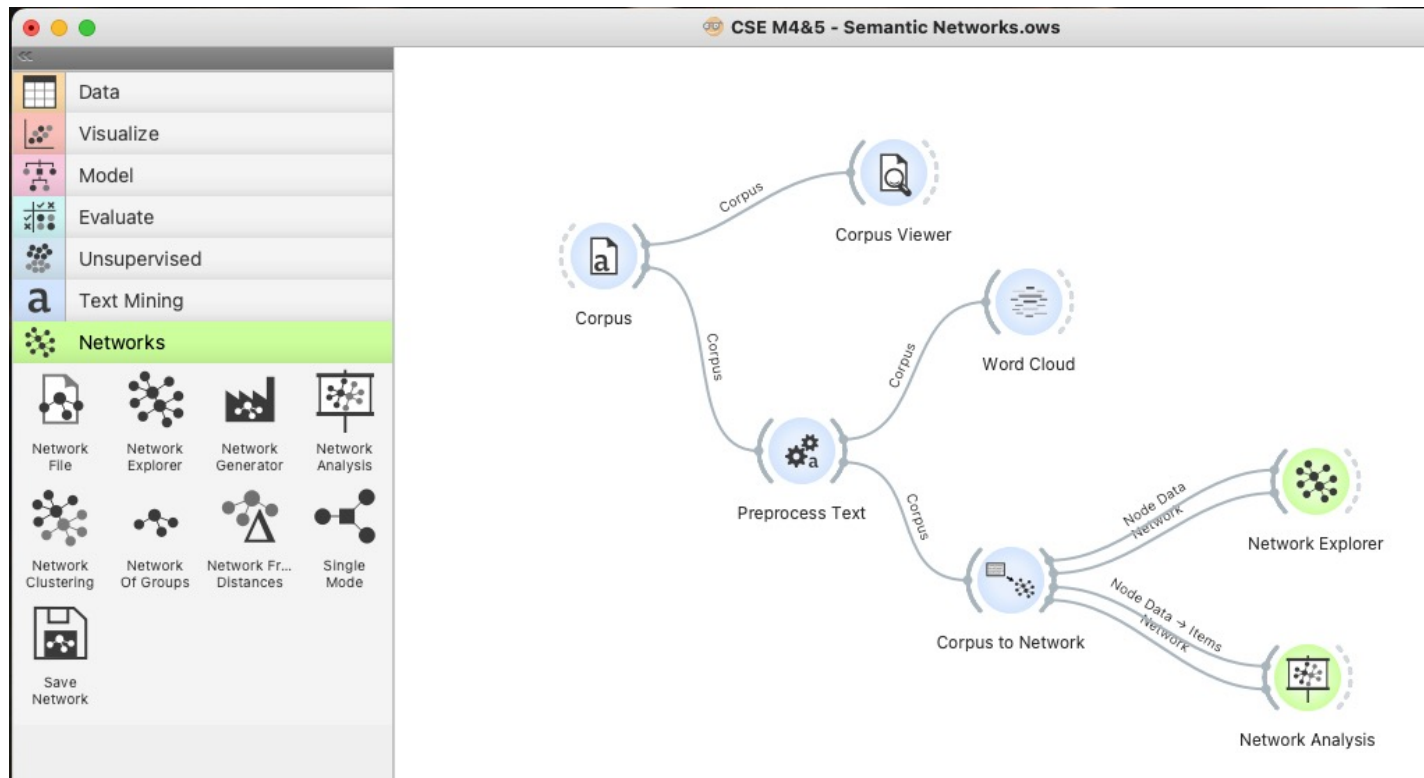 CSE M4&5 - Semantic Networks.ows
Data
Visualize
Model
Evaluate
Unsupervised
a
Text Mining
Networks
Network
File
Network
Explorer
Network
Generator
Network
Analysis
Network
Clustering
Network
Of Groups
Network Fr...
Distances
Single
Mode
Save
Network
Corpus
Corpus Viewer
a
Corpus
Corpus
Corpus
Word Cloud
a
Preprocess Text
Corpus
Node Data
Network
Network Explorer
Corpus to Network
Node Data → Items
Network
Network Analysis